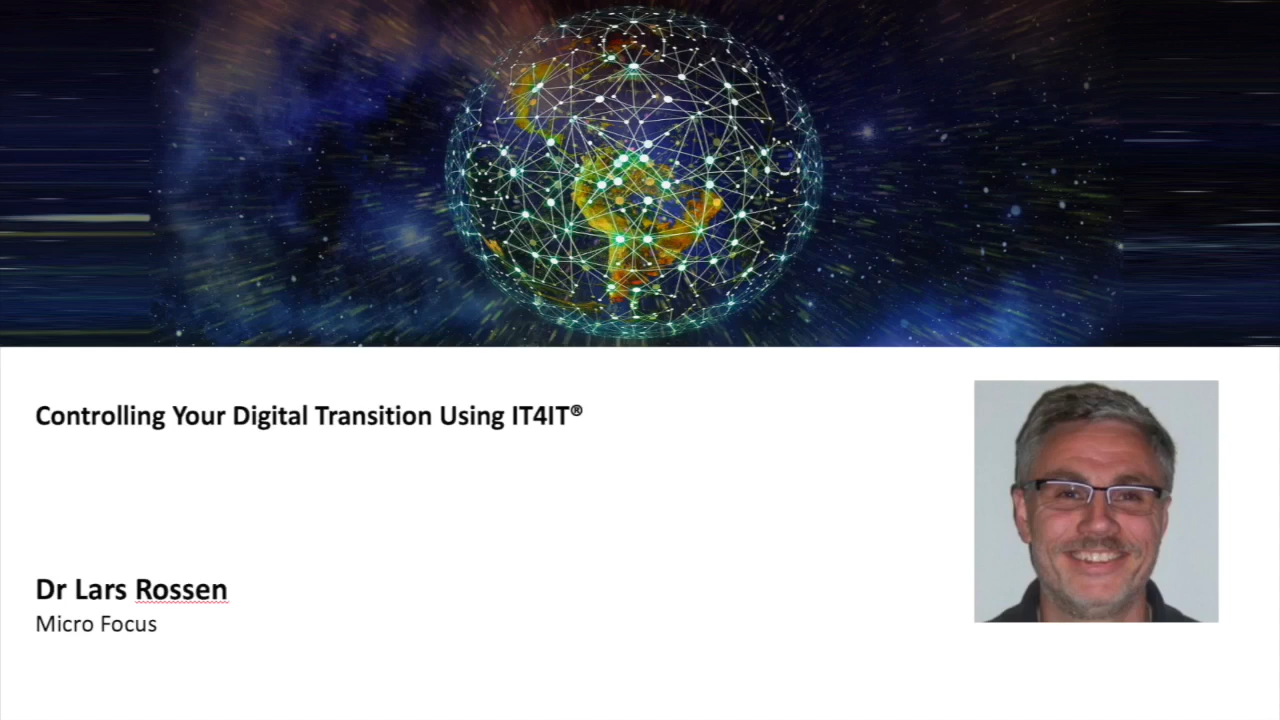 Controlling Your Digital Transition Using IT4IT®
Dr Lars Rossen
Micro Focus